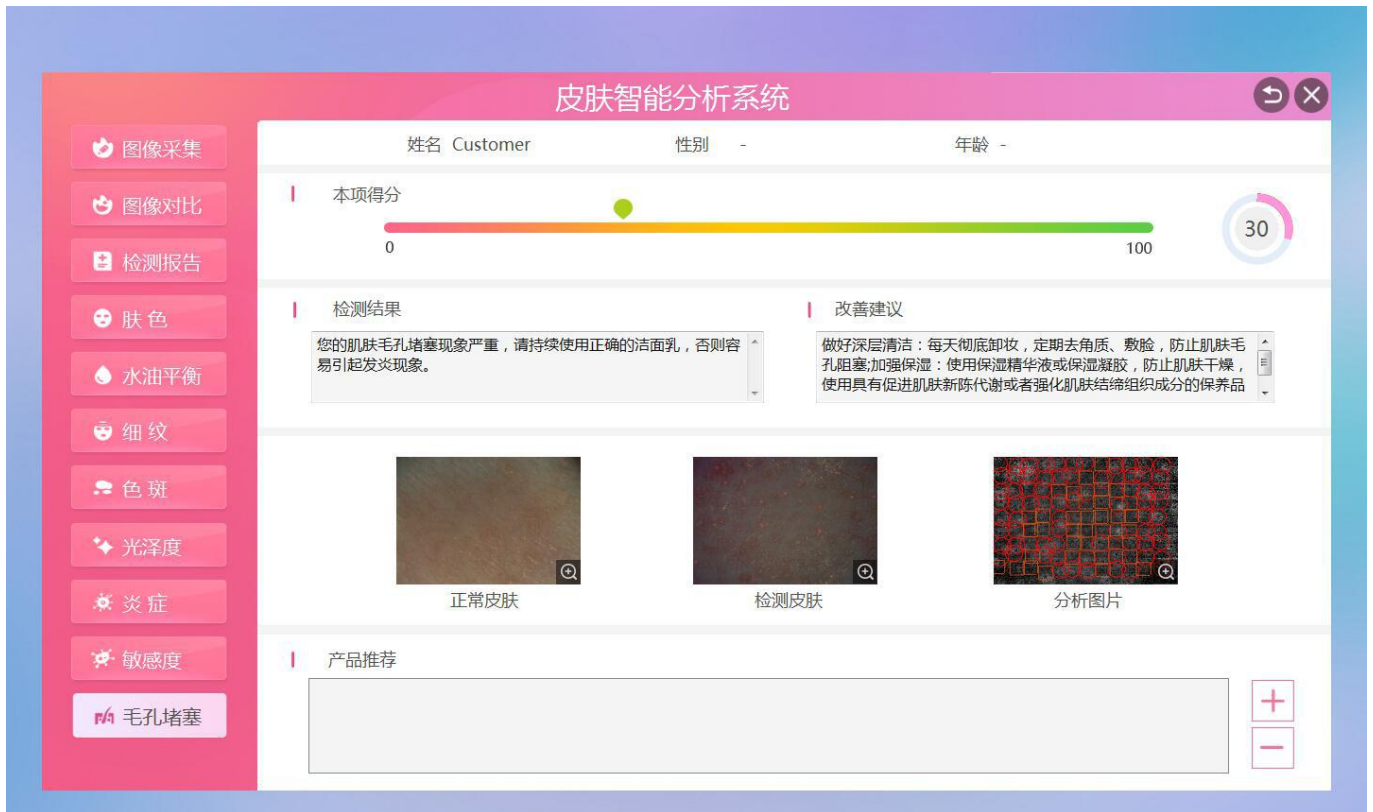 皮肤智能分析系统
图像采集
图像对比
检测报告
肤色
水油平衡
细纹
色斑
光泽度
炎症
敏感度
毛孔堵塞
姓名 Customer 性别 - 年龄 -
本项得分
0 100
30
检测结果
您的肌肤毛孔堵塞现象严重，请持续使用正确的洁面乳，否则容
易引起发炎现象。
改善建议
做好深层清洁：每天彻底卸妆，定期去角质、敷脸，防止肌肤毛
孔阻塞;加强保湿：使用保湿精华液或保湿凝胶，防止肌肤干燥，
使用具有促进肌肤新陈代谢或者强化肌肤结缔组织成分的保养品
正常皮肤 检测皮肤 分析图片
产品推荐